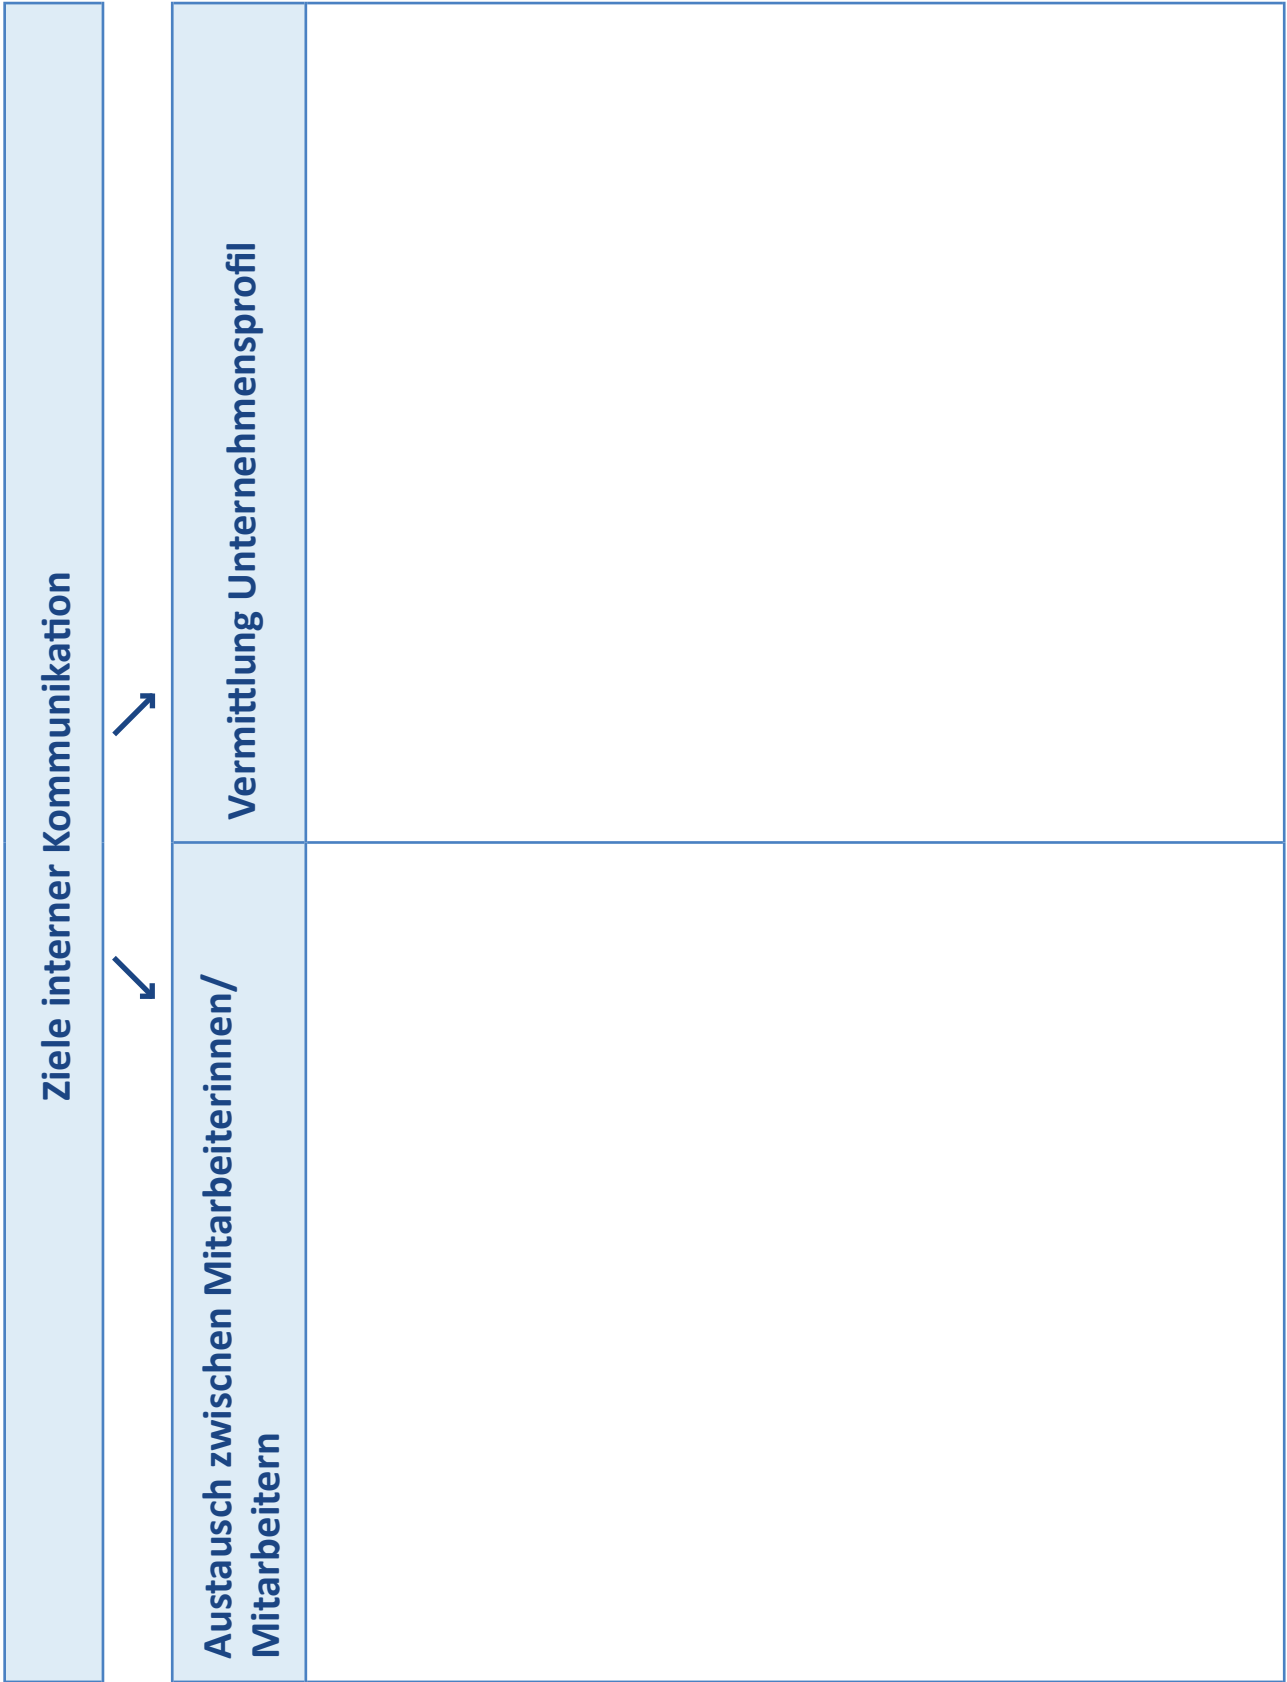 Ziele interner Kommunikation
Austausch zwischen Mitarbeiterinnen/
Mitarbeitern
Vermittlung Unternehmensprofil